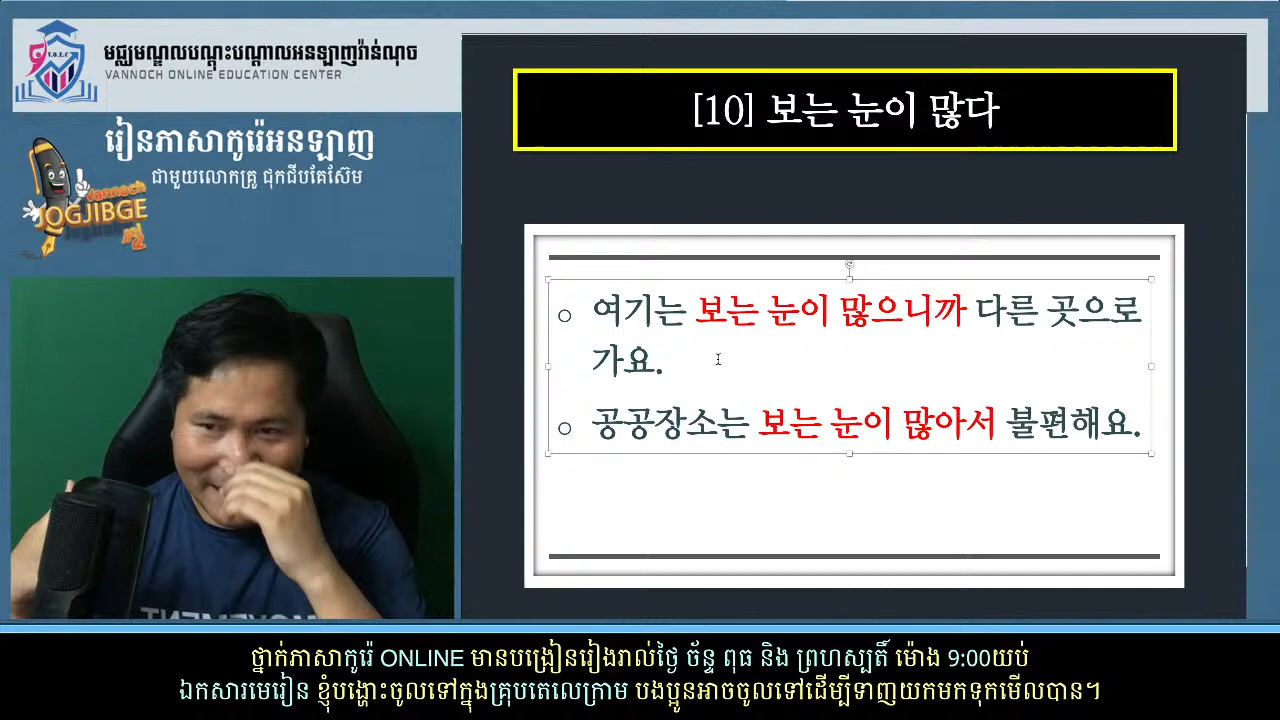 V.O.E.C
មជ្ឈមណ្ឌលបណ្តុះបណ្តាលអនឡាញវ៉ាន់ណុច
VANNOCH ONLINE EDUCATION CENTER
រៀនភាសាកូរ៉េអនឡាញ
ជាមួយលោកគ្រូ ជុកជីបគែស៊ែម
Vannoch
JOGJIBGE
[10] 보는 눈이 많다
여기는 보는 눈이 많으니까 다른 곳으로
가요.
공공장소는 보는 눈이 많아서 불편해요.
ថ្នាក់ភាសាកូរ៉េ ONLINE មានបង្រៀនរៀងរាល់ថ្ងៃ ច័ន្ទ ពុធ និង ព្រហស្បតិ៍ ម៉ោង 9:00យប់
ឯកសារមេរៀន ខ្ញុំបង្ហោះចូលទៅក្នុងគ្រុបតេលេក្រាម បងប្អូនអាចចូលទៅដើម្បីទាញយកមកទុកមើលបាន។